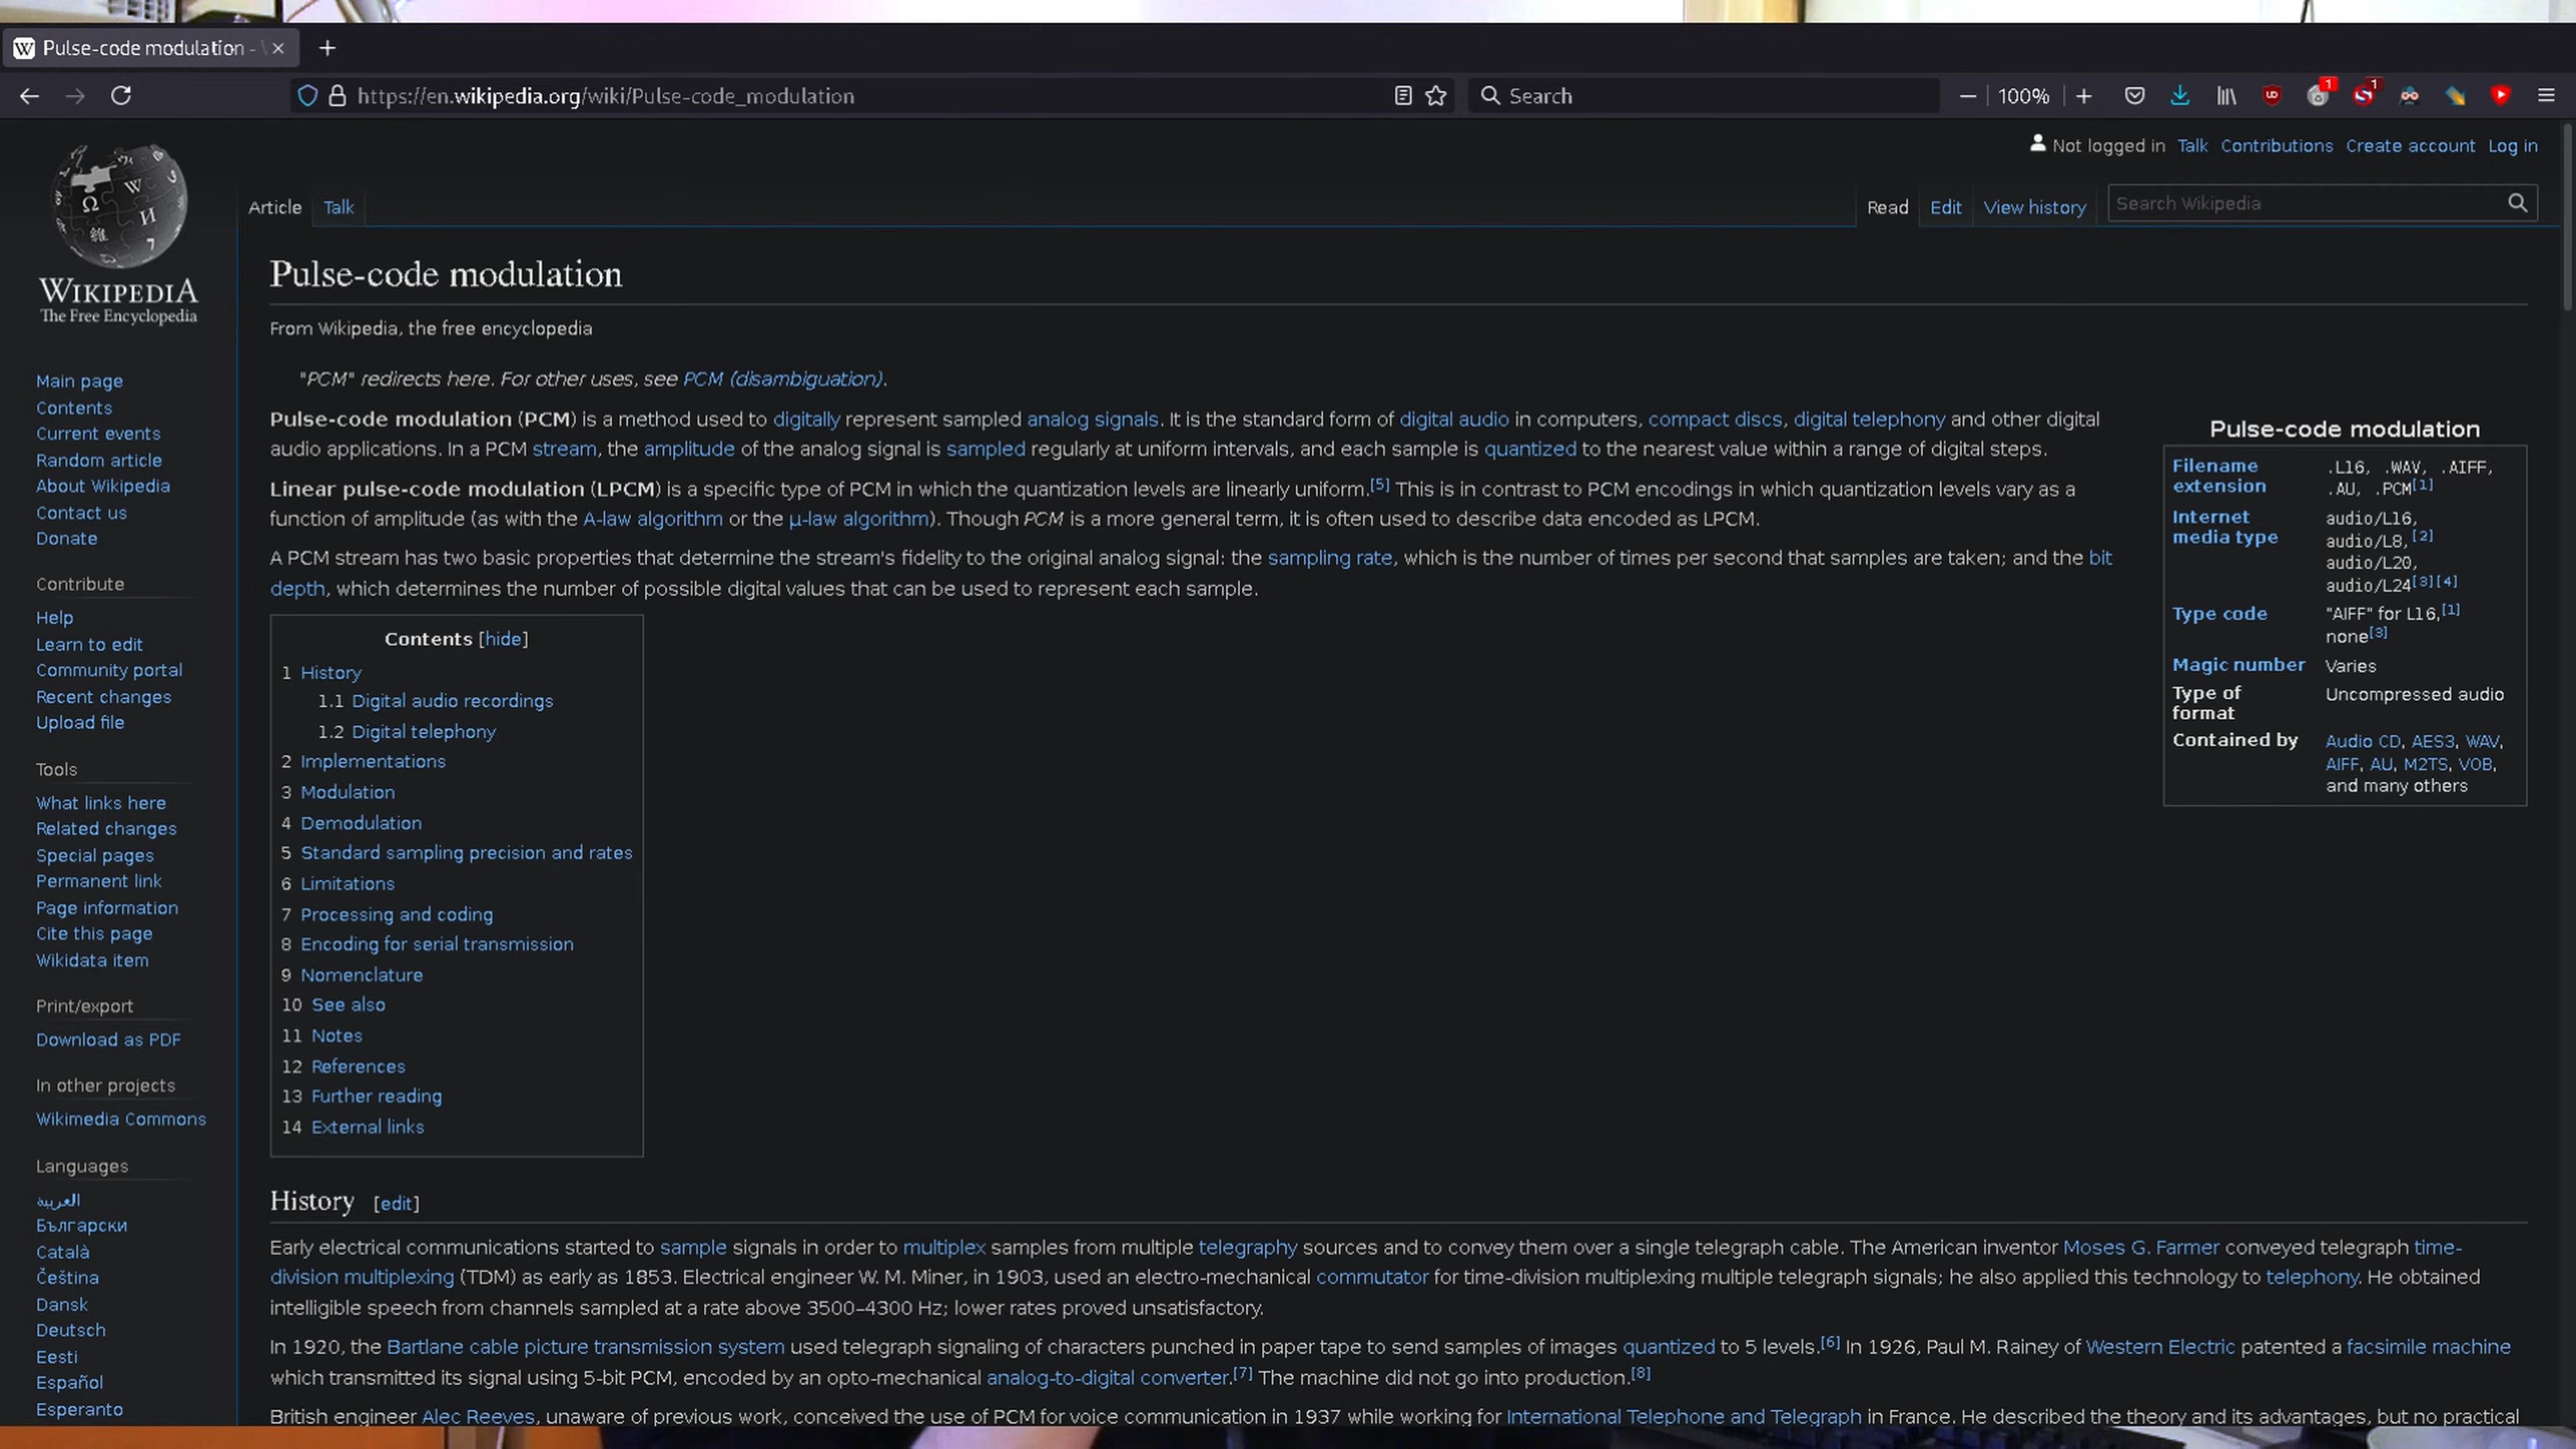 Pulse-code modulation -
https://en.wikipedia.org/wiki/Pulse-code_modulation
Search
100%
1
1
Not logged in Talk Contributions Create account Log in
Article Talk
Read Edit View history Search Wikipedia
WIKIPEDIA
The Free Encyclopedia
Main page
Contents
Current events
Random article
About Wikipedia
Contact us
Donate
Contribute
Help
Learn to edit
Community portal
Recent changes
Upload file
Tools
What links here
Related changes
Special pages
Permanent link
Page information
Cite this page
Wikidata item
Print/export
Download as PDF
In other projects
Wikimedia Commons
Languages
العربية
Български
Català
Čeština
Dansk
Deutsch
Eesti
Español
Esperanto
Pulse-code modulation
From Wikipedia, the free encyclopedia
"PCM" redirects here. For other uses, see PCM (disambiguation).
Pulse-code modulation (PCM) is a method used to digitally represent sampled analog signals. It is the standard form of digital audio in computers, compact discs, digital telephony and other digital
audio applications. In a PCM stream, the amplitude of the analog signal is sampled regularly at uniform intervals, and each sample is quantized to the nearest value within a range of digital steps.
Linear pulse-code modulation (LPCM) is a specific type of PCM in which the quantization levels are linearly uniform.[5] This is in contrast to PCM encodings in which quantization levels vary as a
function of amplitude (as with the A-law algorithm or the μ-law algorithm). Though PCM is a more general term, it is often used to describe data encoded as LPCM.
A PCM stream has two basic properties that determine the stream's fidelity to the original analog signal: the sampling rate, which is the number of times per second that samples are taken; and the bit
depth, which determines the number of possible digital values that can be used to represent each sample.
Pulse-code modulation
Filename .L16, .WAV, .AIFF,
extension .AU, .PCM[1]
Internet audio/L16,
media type audio/L8,[2]
audio/L20,
audio/L24[3][4]
Type code "AIFF" for L16,[1]
none[3]
Magic number Varies
Type of Uncompressed audio
format
Contained by Audio CD, AES3, WAV,
AIFF, AU, M2TS, VOB,
and many others
Contents [hide]
1 History
1.1 Digital audio recordings
1.2 Digital telephony
2 Implementations
3 Modulation
4 Demodulation
5 Standard sampling precision and rates
6 Limitations
7 Processing and coding
8 Encoding for serial transmission
9 Nomenclature
10 See also
11 Notes
12 References
13 Further reading
14 External links
History [edit]
Early electrical communications started to sample signals in order to multiplex samples from multiple telegraphy sources and to convey them over a single telegraph cable. The American inventor Moses G. Farmer conveyed telegraph time-
division multiplexing (TDM) as early as 1853. Electrical engineer W. M. Miner, in 1903, used an electro-mechanical commutator for time-division multiplexing multiple telegraph signals; he also applied this technology to telephony. He obtained
intelligible speech from channels sampled at a rate above 3500–4300 Hz; lower rates proved unsatisfactory.
In 1920, the Bartlane cable picture transmission system used telegraph signaling of characters punched in paper tape to send samples of images quantized to 5 levels.[6] In 1926, Paul M. Rainey of Western Electric patented a facsimile machine
which transmitted its signal using 5-bit PCM, encoded by an opto-mechanical analog-to-digital converter.[7] The machine did not go into production.[8]
British engineer Alec Reeves, unaware of previous work, conceived the use of PCM for voice communication in 1937 while working for International Telephone and Telegraph in France. He described the theory and its advantages, but no practical